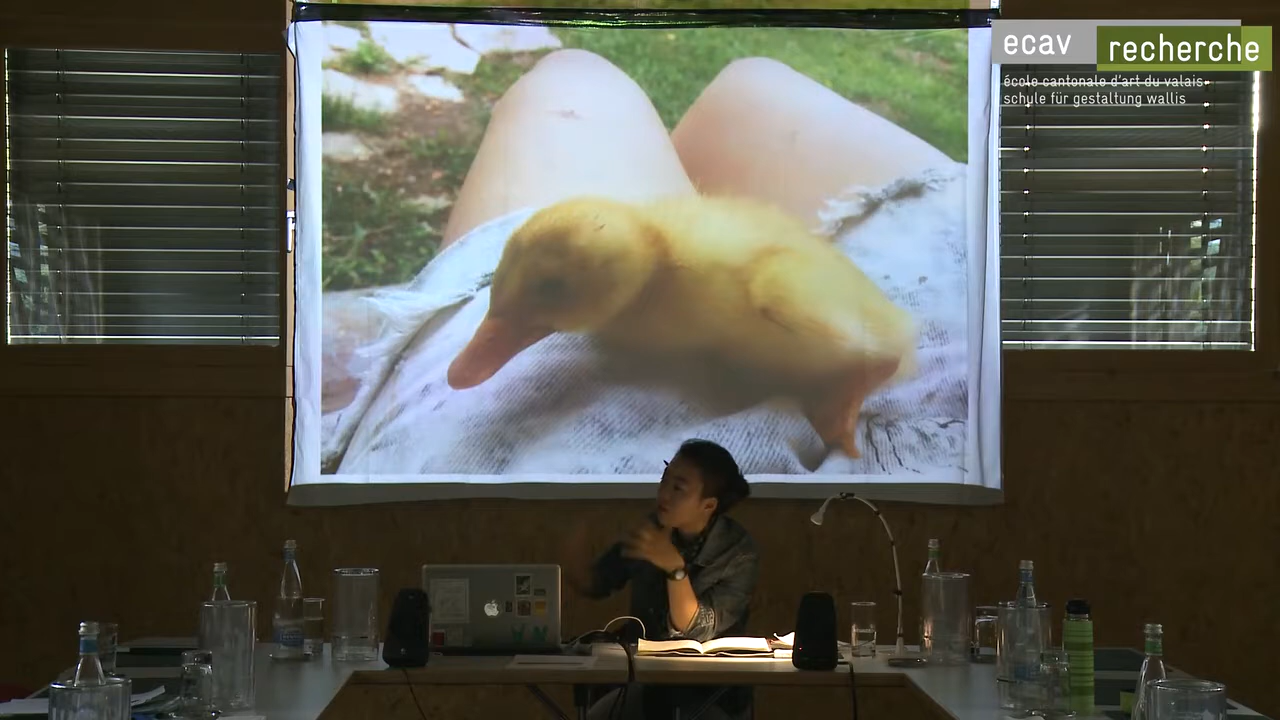 ecav
recherche
école cantonale d'art du valais
schule für gestaltung wallis